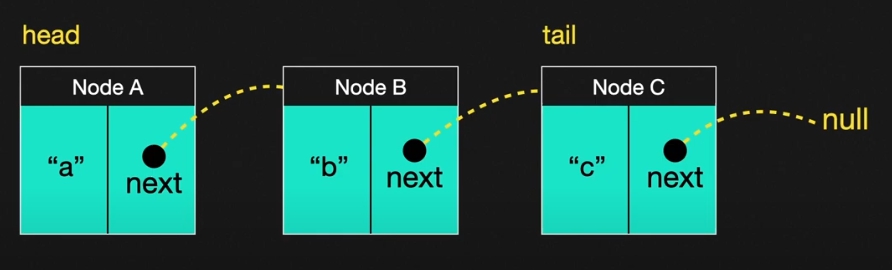 head
tail
Node A
Node B
Node C
“a”
next
“b”
next
“c”
next
null